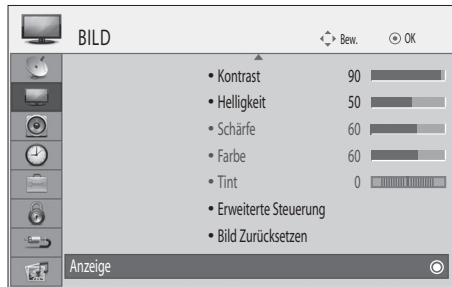 BILD Bew. OK
• Kontrast 90
• Helligkeit 50
• Schärfe 60
• Farbe 60
• Tint 0
• Erweiterte Steuerung
• Bild Zurücksetzen
Anzeige